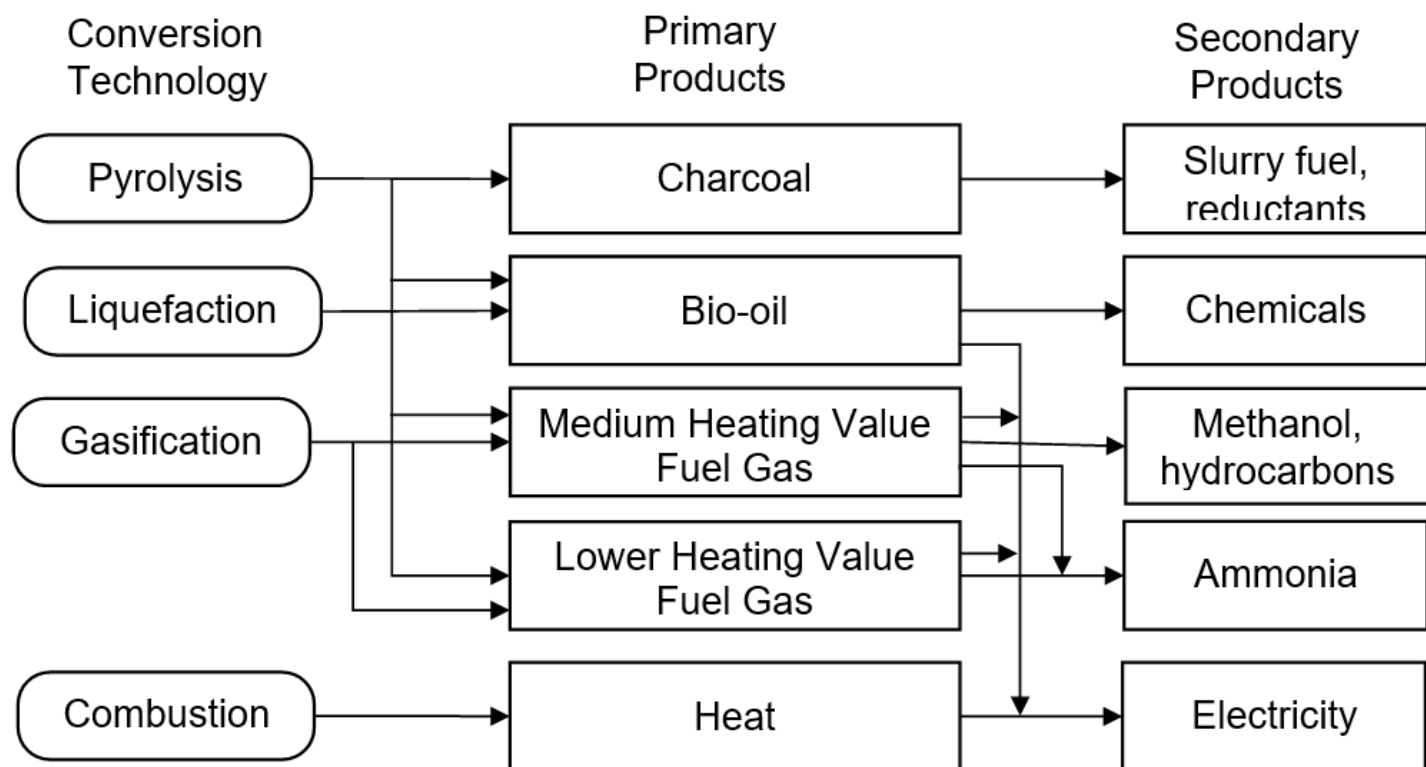 Conversion
Technology
Primary
Products
Secondary
Products
Pyrolysis
Charcoal
Slurry fuel,
reductants
Liquefaction
Bio-oil
Chemicals
Gasification
Medium Heating Value
Fuel Gas
Methanol,
hydrocarbons
Lower Heating Value
Fuel Gas
Ammonia
Combustion
Heat
Electricity